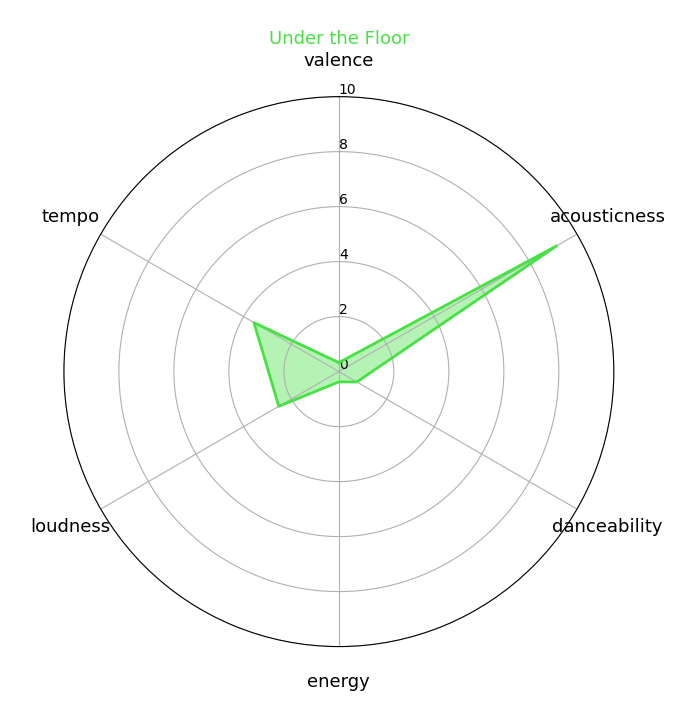 Under the Floor
valence
10
8
6
4
2
0
tempo
acousticness
loudness
danceability
energy